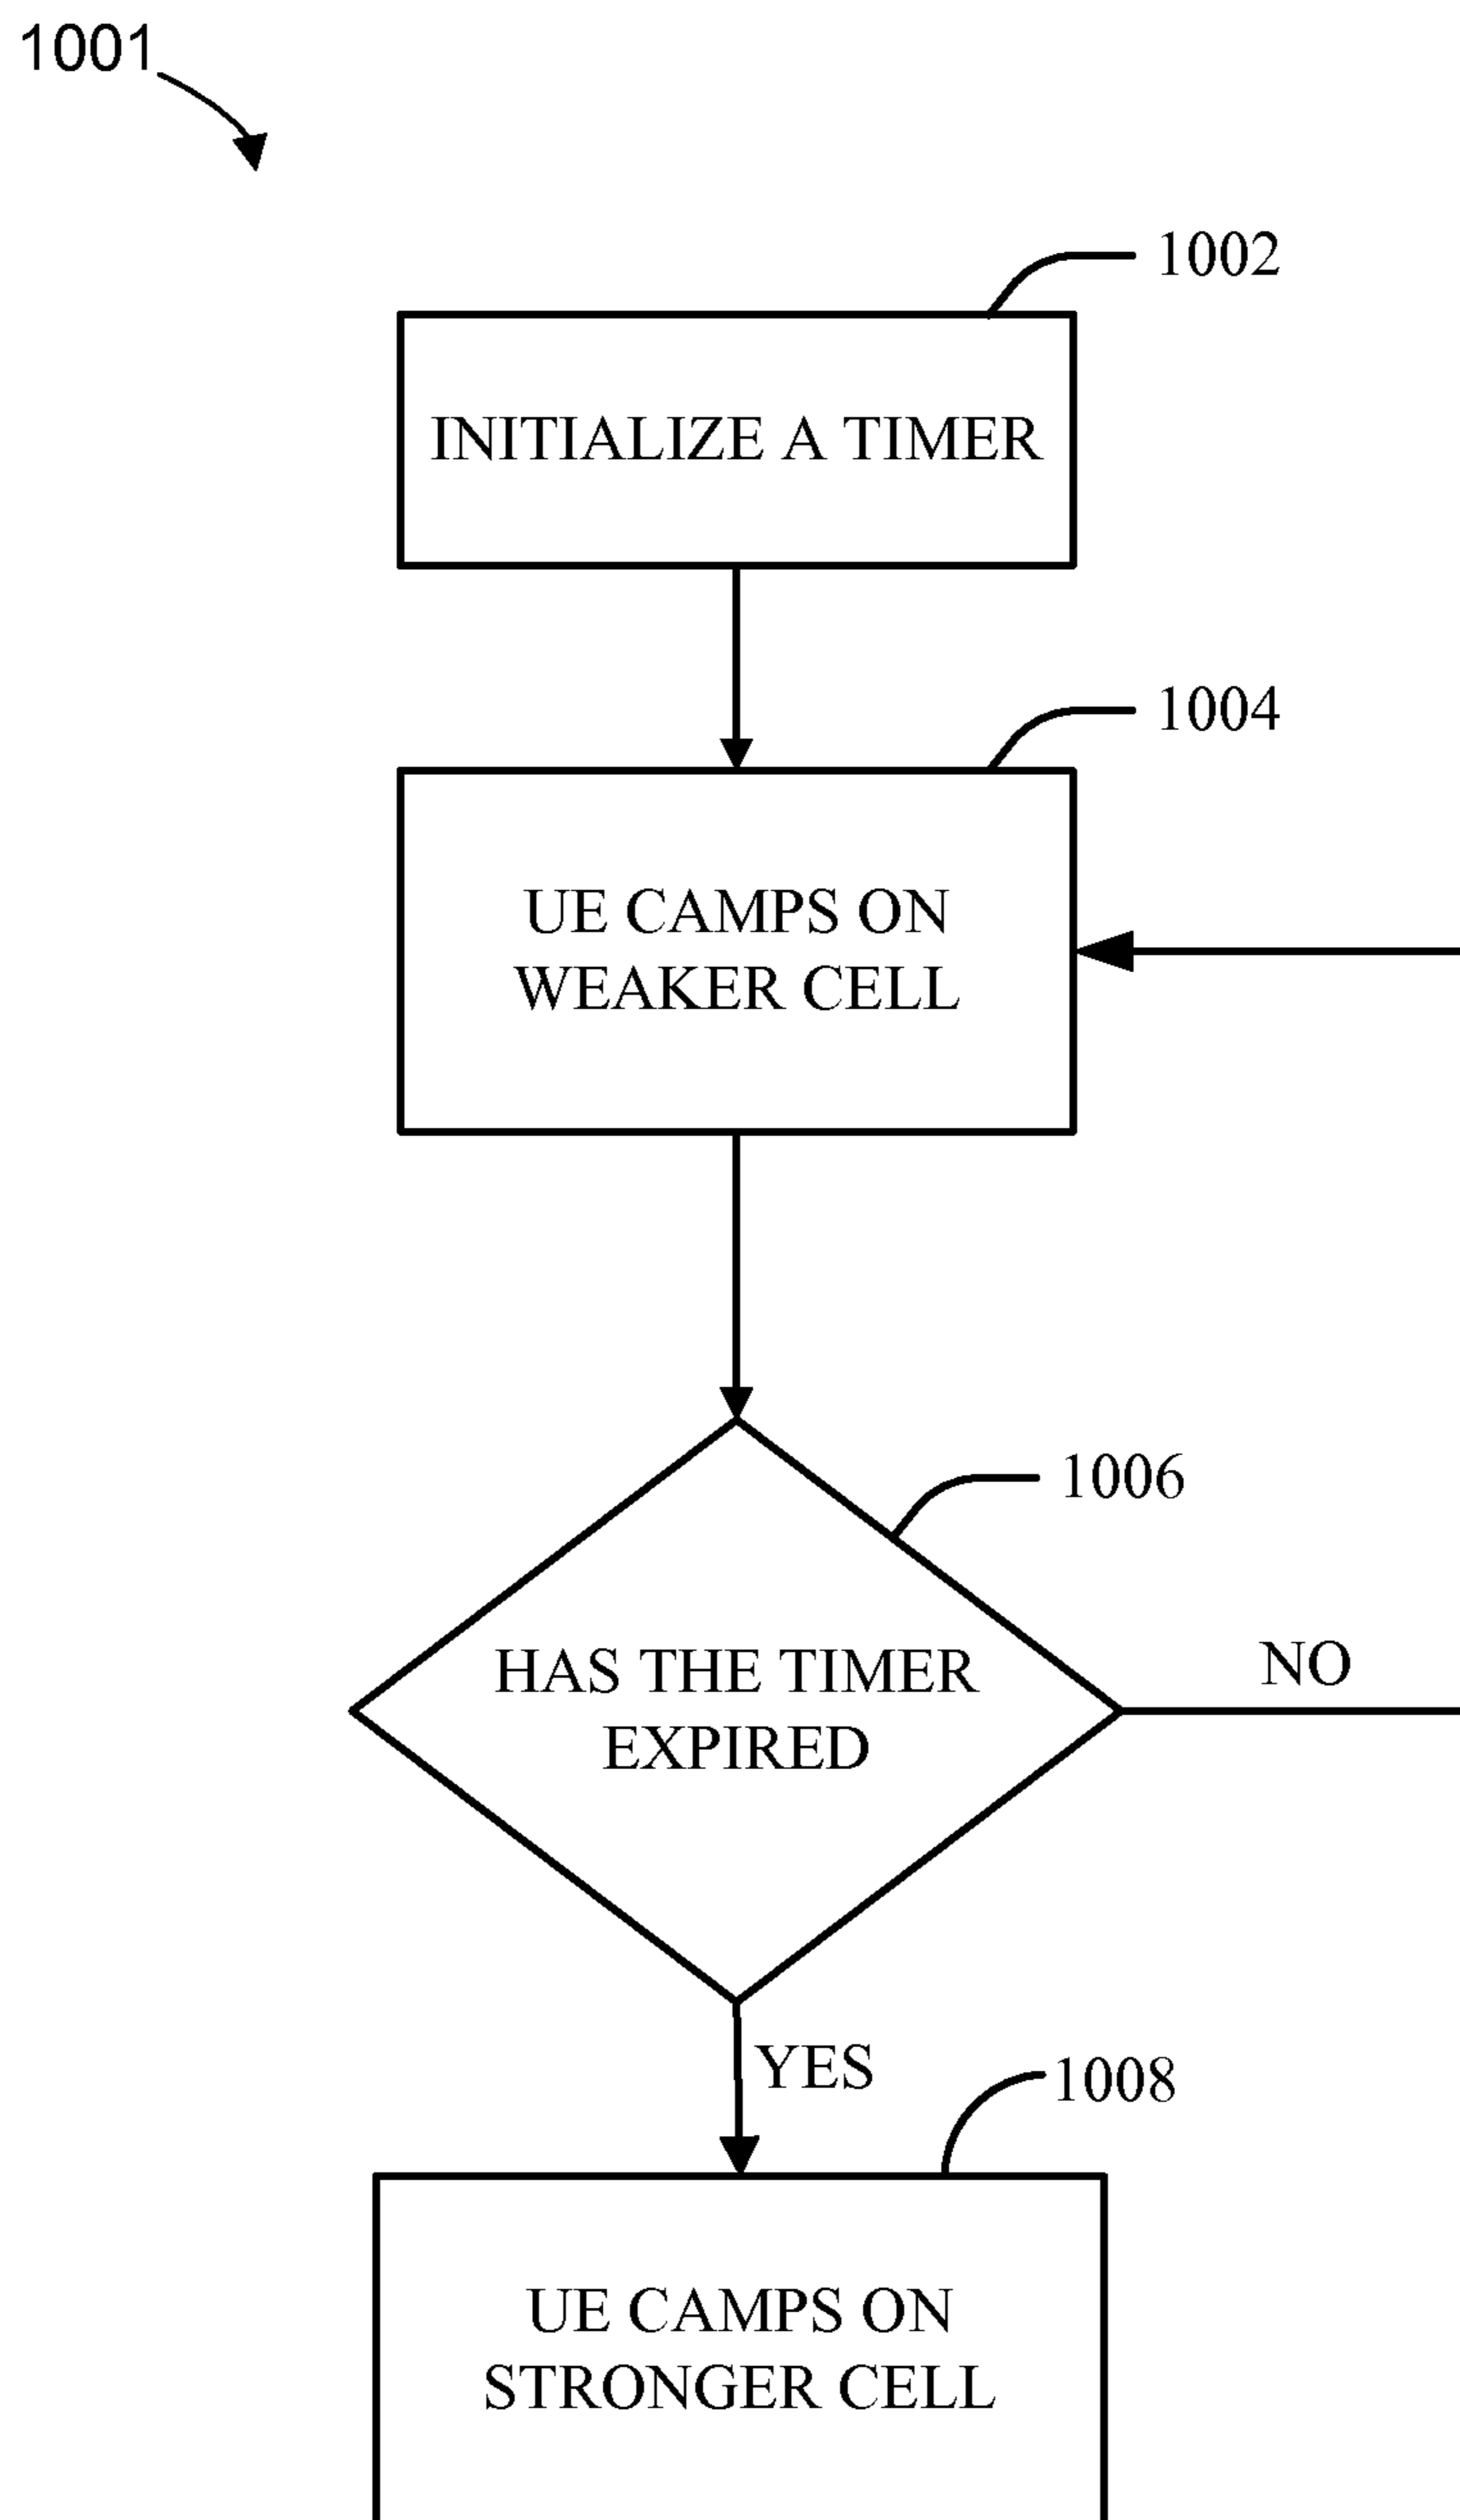 1001
1002
INITIALIZE A TIMER
1004
UE CAMPS ON
WEAKER CELL
1006
HAS THE TIMER
EXPIRED
NO
YES
1008
UE CAMPS ON
STRONGER CELL